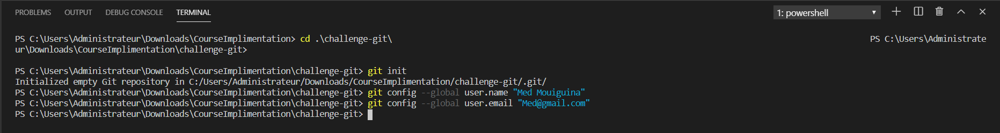 PROBLEMS OUTPUT DEBUG CONSOLE TERMINAL 1: powershell
PS C:\Users\Administrateur\Downloads\CourseImplimentation> cd .\challenge-git\ PS C:\Users\Administrate
ur\Downloads\CourseImplimentation\challenge-git>
PS C:\Users\Administrateur\Downloads\CourseImplimentation\challenge-git> git init
Initialized empty Git repository in C:/Users/Administrateur/Downloads/CourseImplimentation/challenge-git/.git/
PS C:\Users\Administrateur\Downloads\CourseImplimentation\challenge-git> git config --global user.name "Med Mouiguina"
PS C:\Users\Administrateur\Downloads\CourseImplimentation\challenge-git> git config --global user.email "Med@gmail.com"
PS C:\Users\Administrateur\Downloads\CourseImplimentation\challenge-git>